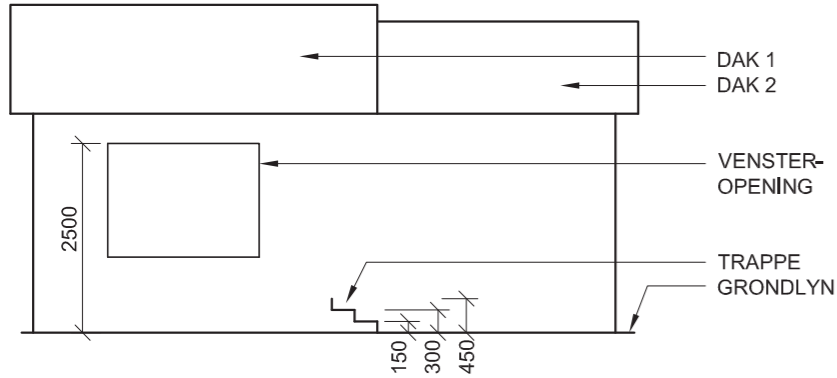 DAK 1
DAK 2
VENSTER-
OPENING
2500
TRAPPE
GRONDLYN
150
300
450